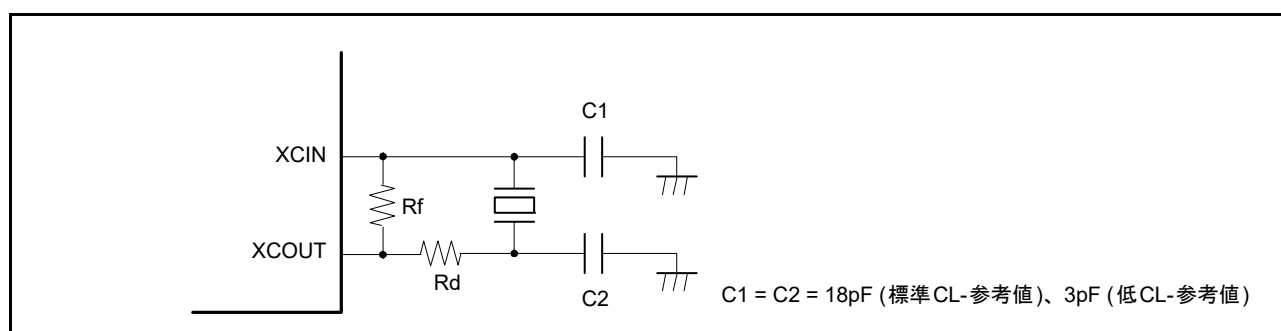 C1
XCIN
Rf
XCOUT
Rd
C2
C1 = C2 = 18pF (標準CL-参考値)、3pF (低CL-参考値)